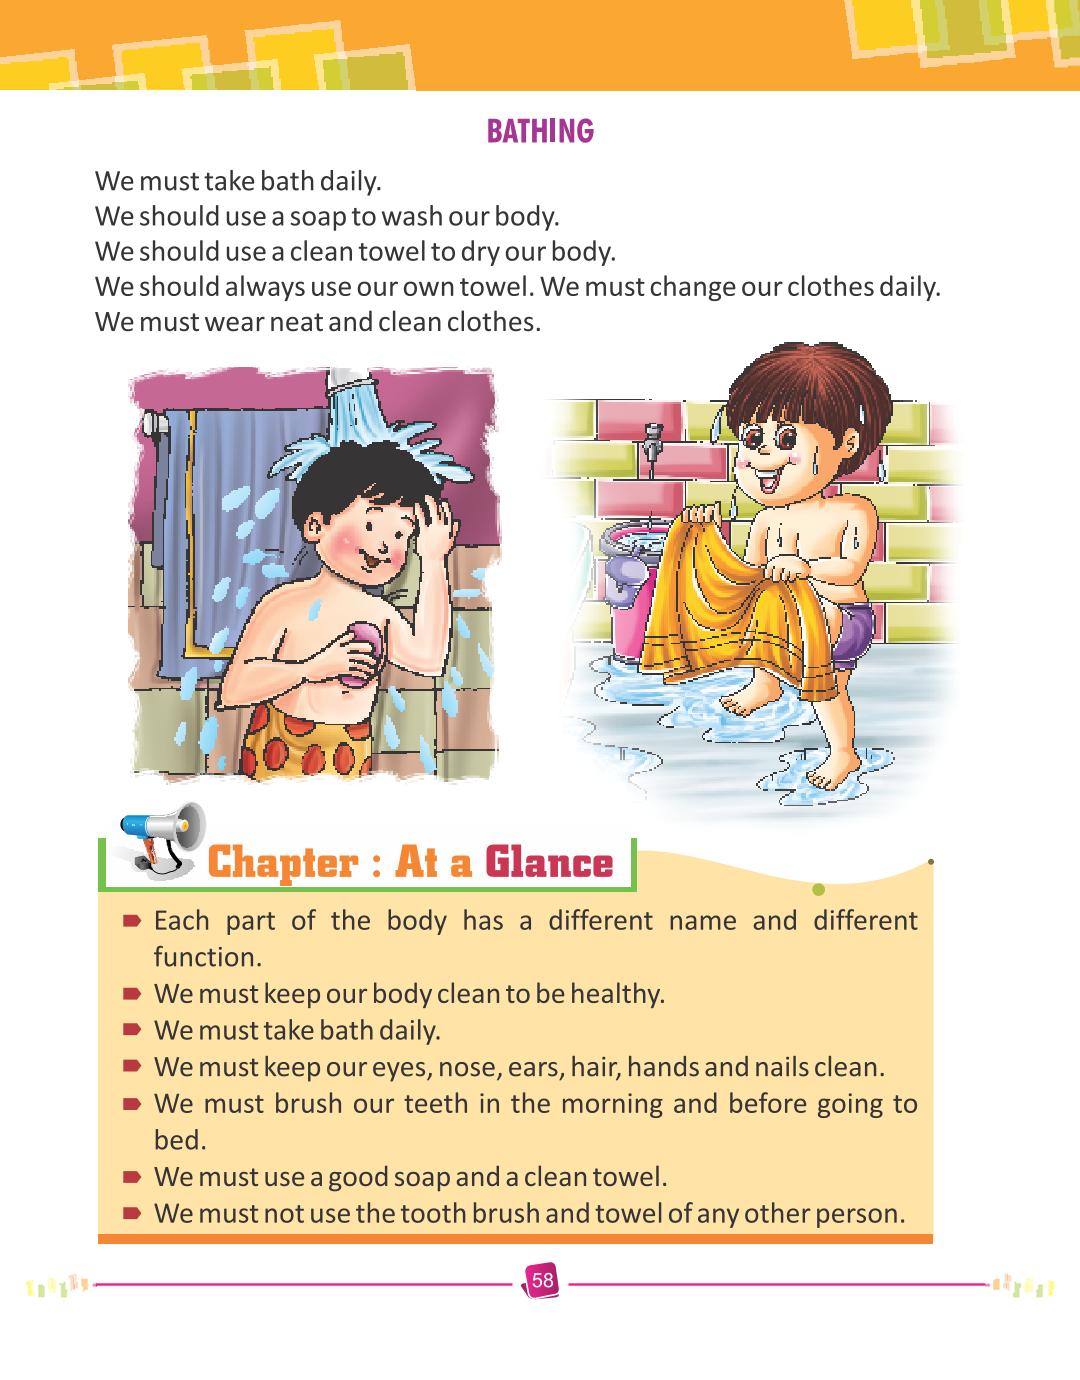 BATHING
We must take bath daily.
We should use a soap to wash our body.
We should use a clean towel to dry our body.
We should always use our own towel. We must change our clothes daily.
We must wear neat and clean clothes.
Chapter : At a Glance
Each part of the body has a different name and different
function.
We must keep our body clean to be healthy.
We must take bath daily.
We must keep our eyes, nose, ears, hair, hands and nails clean.
We must brush our teeth in the morning and before going to
bed.
We must use a good soap and a clean towel.
We must not use the tooth brush and towel of any other person.
58